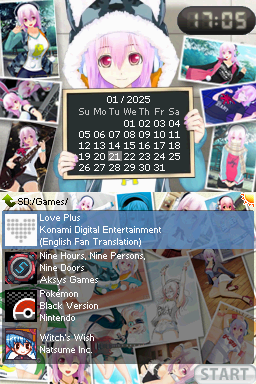 17:05
01 / 2025
Su Mo Tu We Th Fr Sa
01 02 03 04
05 06 07 08 09 10 11
12 13 14 15 16 17 18
19 20 21 22 23 24 25
26 27 28 29 30 31
SD:/Games/
Love Plus
Konami Digital Entertainment
(English Fan Translation)
Nine Hours, Nine Persons,
Nine Doors
Aksys Games
Pokémon
Black Version
Nintendo
Witch's Wish
Natsume Inc.
START